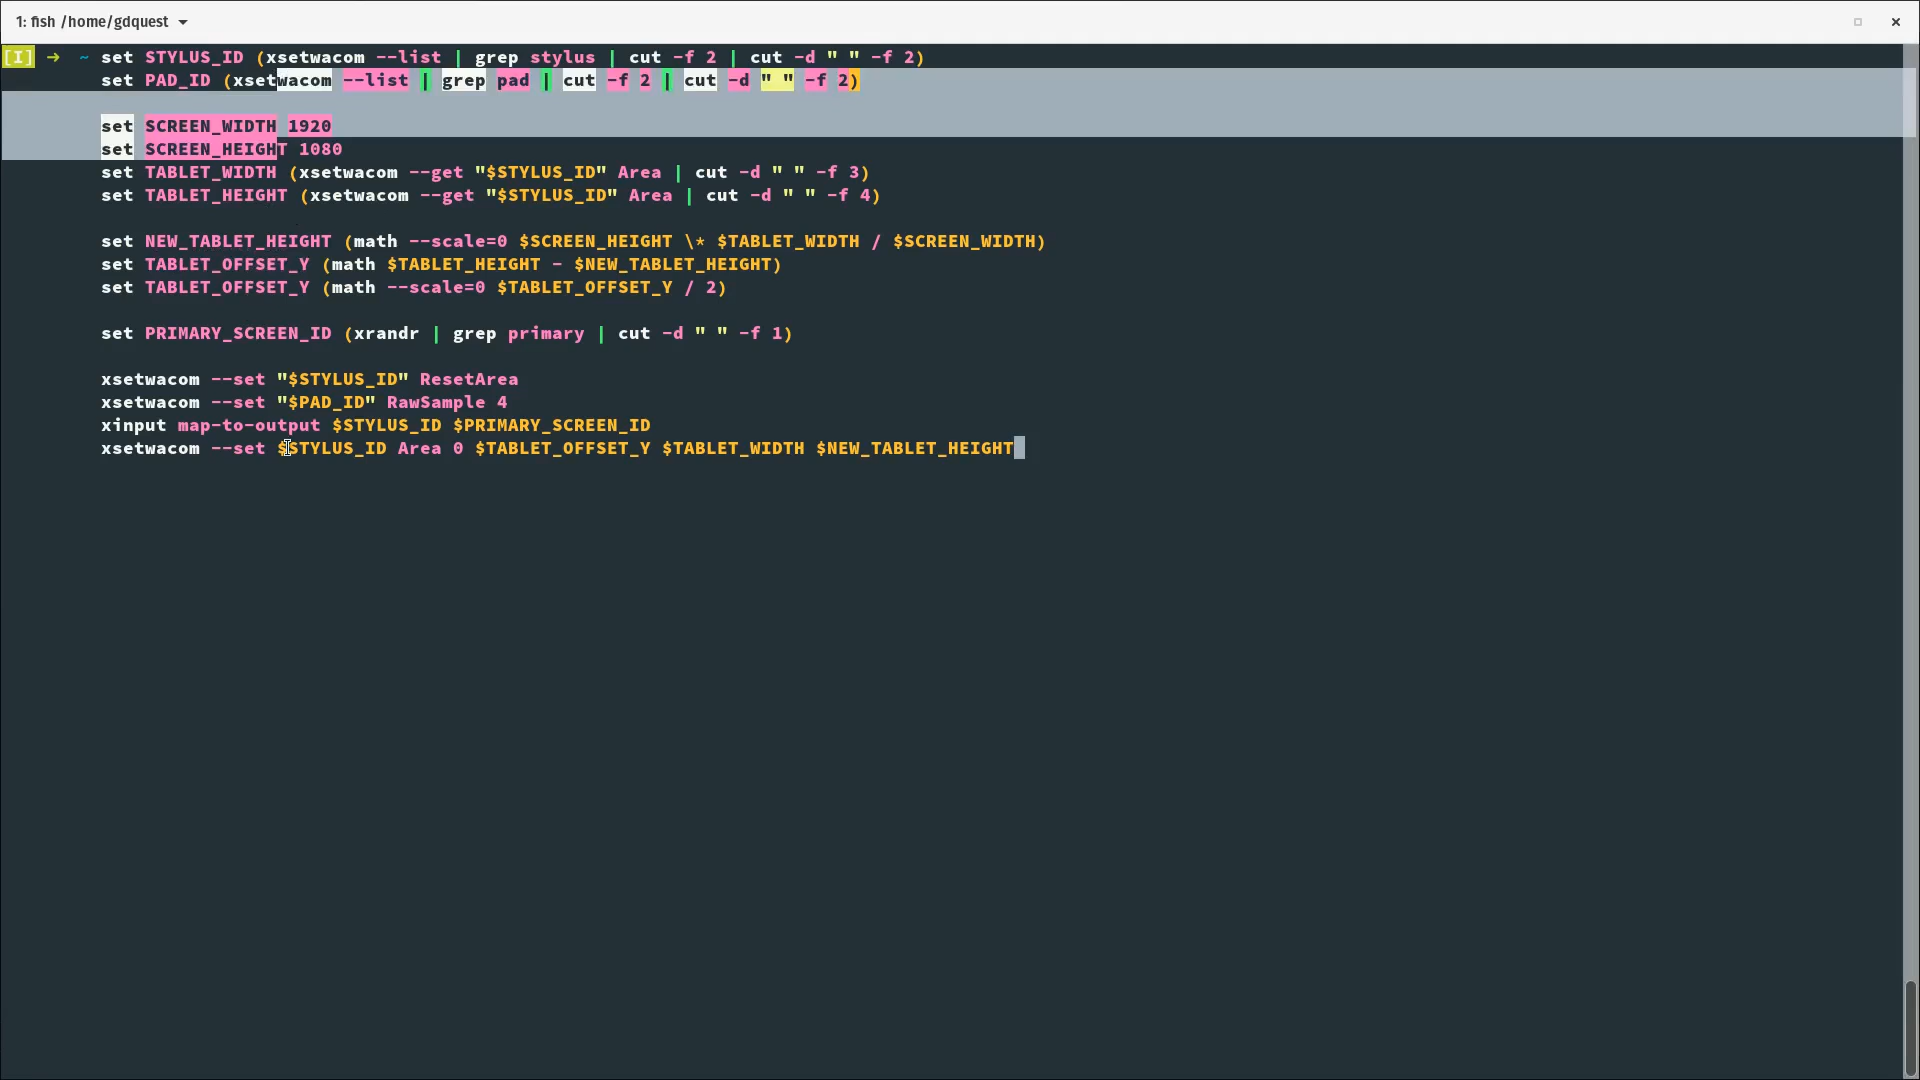 1: fish /home/gdquest
[I] → ~ set STYLUS_ID (xsetwacom --list | grep stylus | cut -f 2 | cut -d " " -f 2)
set PAD_ID (xsetwacom --list | grep pad | cut -f 2 | cut -d " " -f 2)
set SCREEN_WIDTH 1920
set SCREEN_HEIGHT 1080
set TABLET_WIDTH (xsetwacom --get "$STYLUS_ID" Area | cut -d " " -f 3)
set TABLET_HEIGHT (xsetwacom --get "$STYLUS_ID" Area | cut -d " " -f 4)
set NEW_TABLET_HEIGHT (math --scale=0 $SCREEN_HEIGHT \* $TABLET_WIDTH / $SCREEN_WIDTH)
set TABLET_OFFSET_Y (math $TABLET_HEIGHT - $NEW_TABLET_HEIGHT)
set TABLET_OFFSET_Y (math --scale=0 $TABLET_OFFSET_Y / 2)
set PRIMARY_SCREEN_ID (xrandr | grep primary | cut -d " " -f 1)
xsetwacom --set "$STYLUS_ID" ResetArea
xsetwacom --set "$PAD_ID" RawSample 4
xinput map-to-output $STYLUS_ID $PRIMARY_SCREEN_ID
xsetwacom --set $STYLUS_ID Area 0 $TABLET_OFFSET_Y $TABLET_WIDTH $NEW_TABLET_HEIGHT